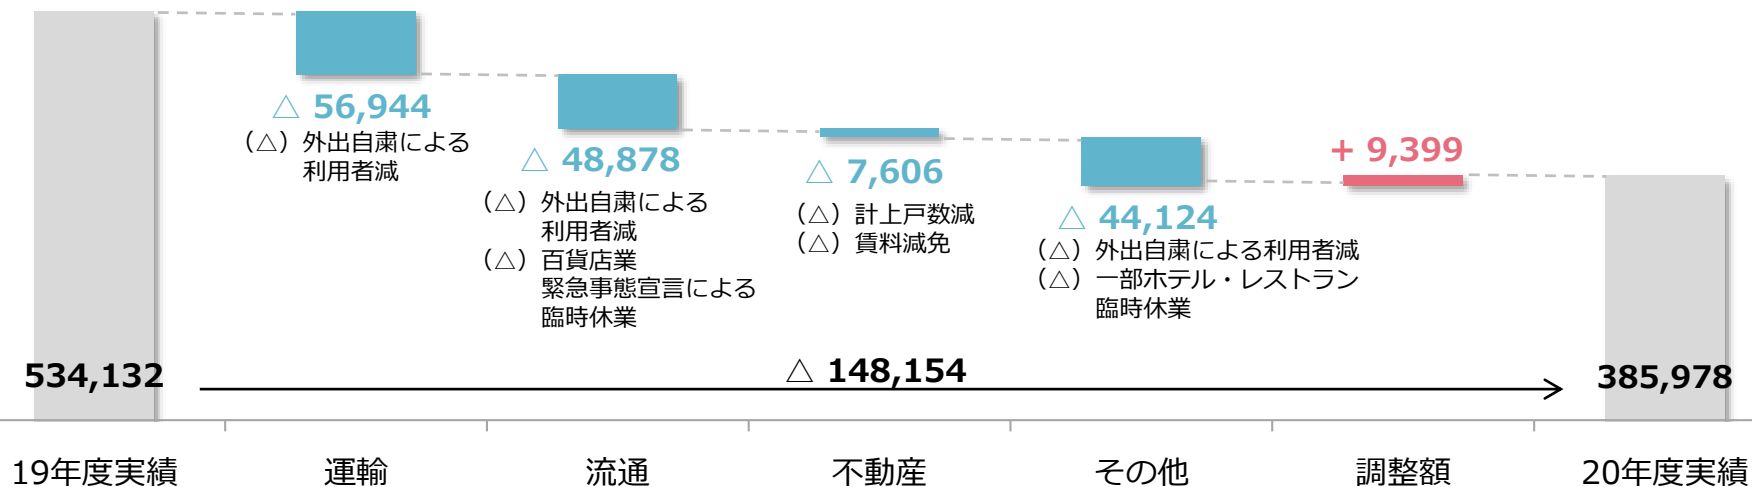 △ 56,944
（△）外出自粛による
利用者減
△ 48,878
（△）外出自粛による
利用者減
（△）百貨店業
緊急事態宣言による
臨時休業
△ 7,606
（△）計上戸数減
（△）賃料減免
△ 44,124
（△）外出自粛による利用者減
（△）一部ホテル・レストラン
臨時休業
+ 9,399
534,132
△ 148,154
385,978
19年度実績
運輸
流通
不動産
その他
調整額
20年度実績